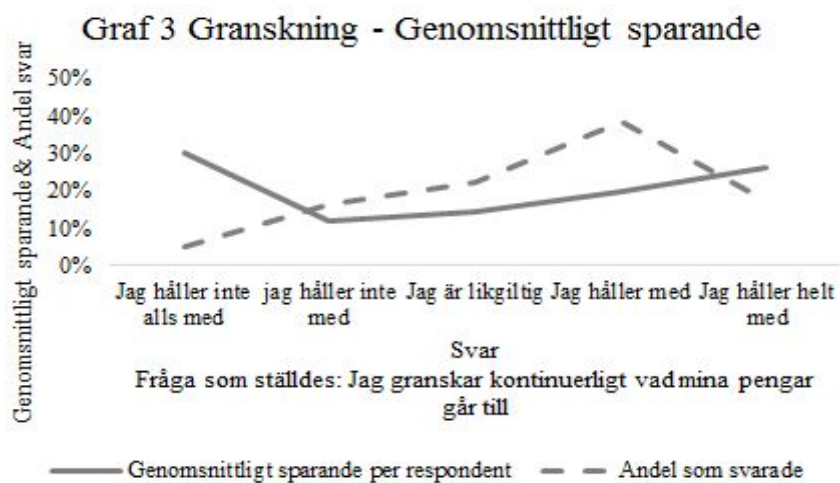 Graf 3 Granskning - Genomsnittligt sparande
Genomsnittligt sparande & Andel svar
50%
40%
30%
20%
10%
0%
Jag håller inte alls med
jag håller inte med
Jag är likgiltig
Jag håller med
Jag håller helt med
Svar
Fråga som ställdes: Jag granskar kontinuerligt vad mina pengar
går till
Genomsnittligt sparande per respondent
Andel som svarade